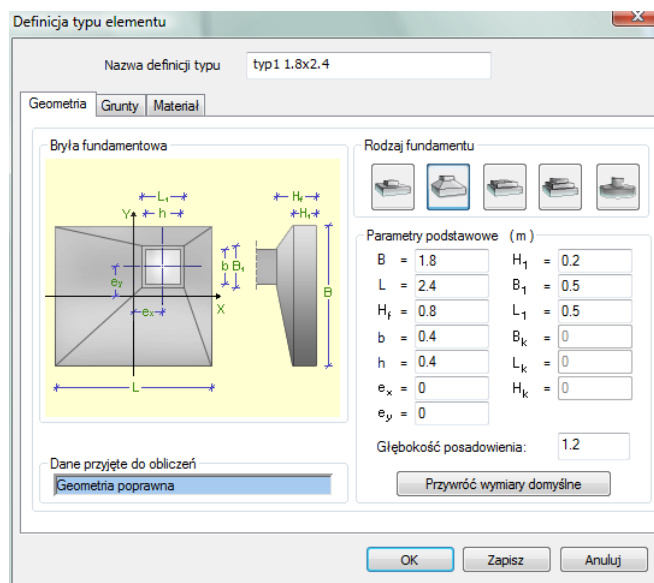 Definicja typu elementu
Nazwa definicji typu typ1 1.8x2.4
Geometria Grunty Materiał
Bryła fundamentowa
L₁
h
Y
Hf
H₁
b B₁
B
ey
ex
X
L
Dane przyjęte do obliczeń
Geometria poprawna
Rodzaj fundamentu
Parametry podstawowe (m)
B = 1.8 H₁ = 0.2
L = 2.4 B₁ = 0.5
Hf = 0.8 L₁ = 0.5
b = 0.4 Bk = 0
h = 0.4 Lk = 0
ex = 0 Hk = 0
ey = 0
Głębokość posadowienia: 1.2
Przywróć wymiary domyślne
OK Zapisz Anuluj